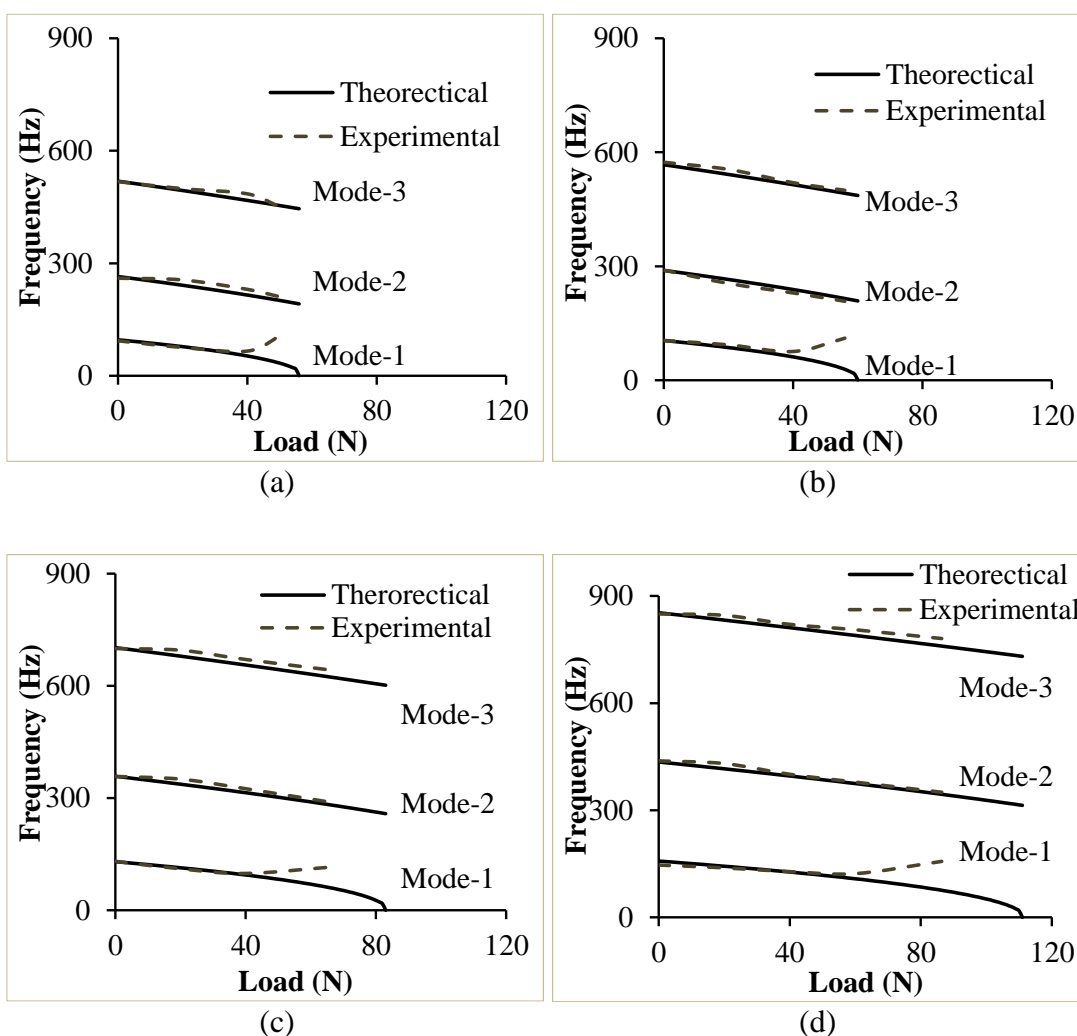 900
Theorectical
Experimental
600
Frequency (Hz)
Mode-3
300
Mode-2
Mode-1
0
0 40 80 120
Load (N)
(a)
900
Theorectical
Experimental
600
Frequency (Hz)
Mode-3
300
Mode-2
Mode-1
0
0 40 80 120
Load (N)
(b)
900
Therorectical
Experimental
600
Frequency (Hz)
Mode-3
300
Mode-2
Mode-1
0
0 40 80 120
Load (N)
(c)
Theorectical
900
Experimental
Mode-3
600
Frequency (Hz)
Mode-2
300
Mode-1
0
0 40 80 120
Load (N)
(d)